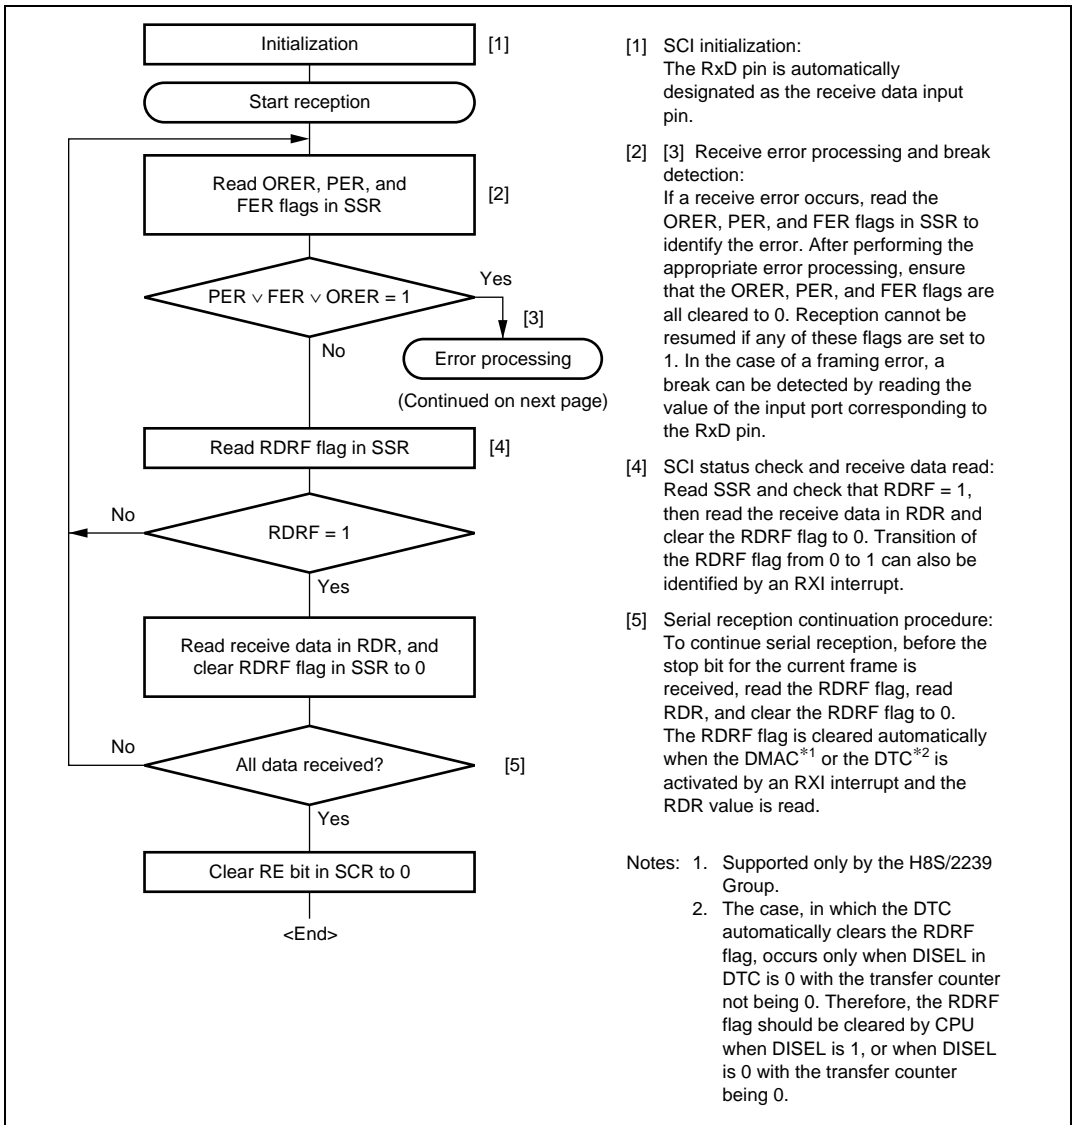 Initialization
[1]
Start reception
Read ORER, PER, and
FER flags in SSR
[2]
PER ∨ FER ∨ ORER = 1
Yes
[3]
No
Error processing
(Continued on next page)
Read RDRF flag in SSR
[4]
No
RDRF = 1
Yes
Read receive data in RDR, and
clear RDRF flag in SSR to 0
No
All data received?
[5]
Yes
Clear RE bit in SCR to 0
<End>
[1] SCI initialization:
The RxD pin is automatically
designated as the receive data input
pin.
[2] [3] Receive error processing and break
detection:
If a receive error occurs, read the
ORER, PER, and FER flags in SSR to
identify the error. After performing the
appropriate error processing, ensure
that the ORER, PER, and FER flags are
all cleared to 0. Reception cannot be
resumed if any of these flags are set to
1. In the case of a framing error, a
break can be detected by reading the
value of the input port corresponding to
the RxD pin.
[4] SCI status check and receive data read:
Read SSR and check that RDRF = 1,
then read the receive data in RDR and
clear the RDRF flag to 0. Transition of
the RDRF flag from 0 to 1 can also be
identified by an RXI interrupt.
[5] Serial reception continuation procedure:
To continue serial reception, before the
stop bit for the current frame is
received, read the RDRF flag, read
RDR, and clear the RDRF flag to 0.
The RDRF flag is cleared automatically
when the DMAC*1 or the DTC*2 is
activated by an RXI interrupt and the
RDR value is read.
Notes: 1. Supported only by the H8S/2239
Group.
2. The case, in which the DTC
automatically clears the RDRF
flag, occurs only when DISEL in
DTC is 0 with the transfer counter
not being 0. Therefore, the RDRF
flag should be cleared by CPU
when DISEL is 1, or when DISEL
is 0 with the transfer counter
being 0.